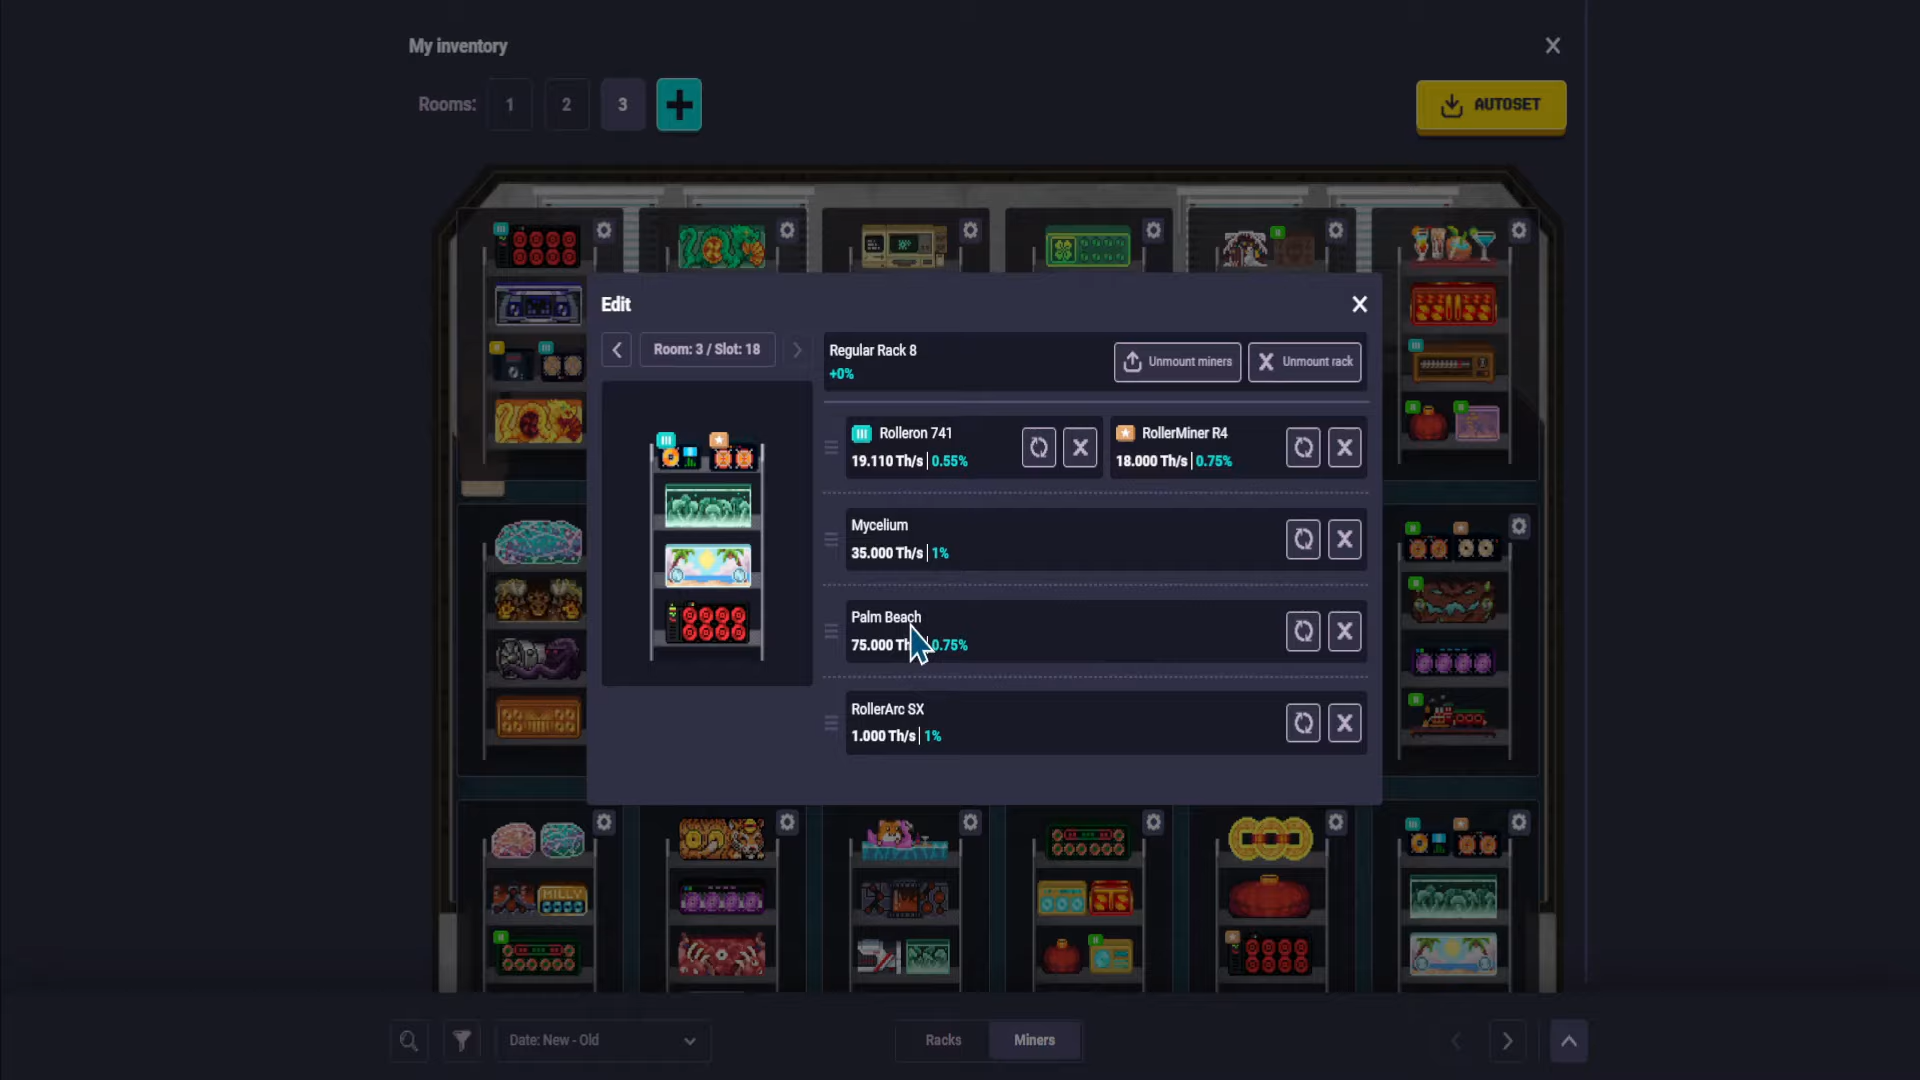 My inventory
Rooms: 1 2 3
AUTOSET
Edit
Room: 3 / Slot: 18
Regular Rack 8
+0%
Unmount miners
Unmount rack
Rolleron 741
19.110 Th/s 0.55%
RollerMiner R4
18.000 Th/s 0.75%
Mycelium
35.000 Th/s 1%
Palm Beach
75.000 Th 0.75%
RollerArc SX
1.000 Th/s 1%
MILLY
Date: New - Old
Racks
Miners